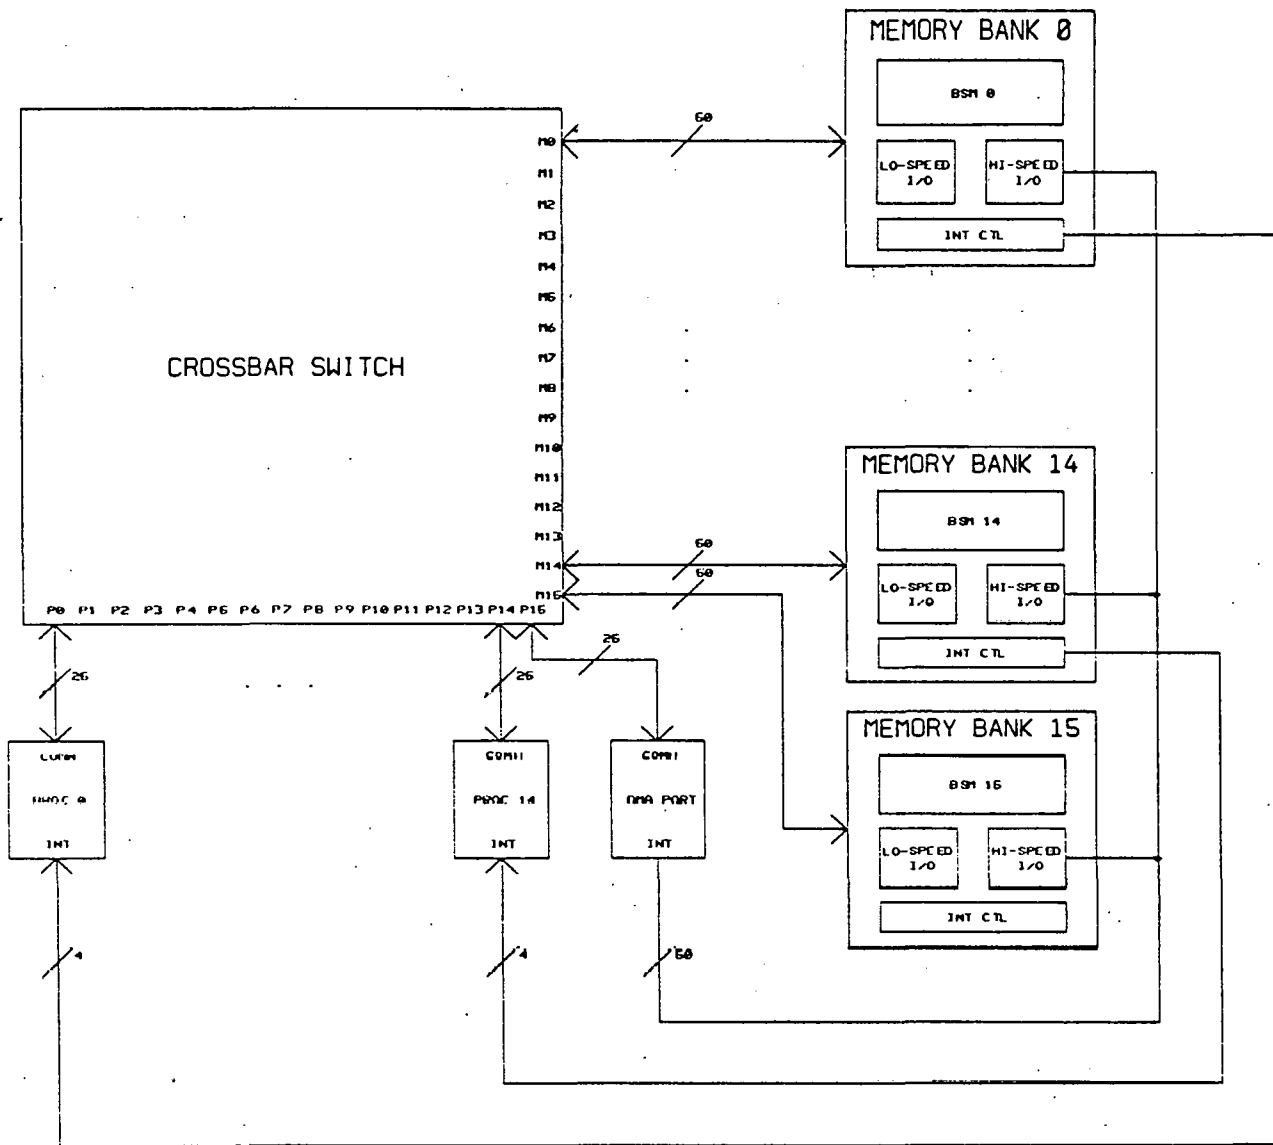 MEMORY BANK 0
BSM 0
LO-SPEED I/O
HI-SPEED I/O
INT CTL
60
CROSSBAR SWITCH
M0
M1
M2
M3
M4
M5
M6
M7
M8
M9
M10
M11
M12
M13
M14
M15
P0 P1 P2 P3 P4 P5 P6 P7 P8 P9 P10 P11 P12 P13 P14 P15
60
60
MEMORY BANK 14
BSM 14
LO-SPEED I/O
HI-SPEED I/O
INT CTL
26
26
26
MEMORY BANK 15
BSM 15
LO-SPEED I/O
HI-SPEED I/O
INT CTL
COMM
PROC 0
INT
COMM
PROC 14
INT
COMM
DMA PORT
INT
4
4
60